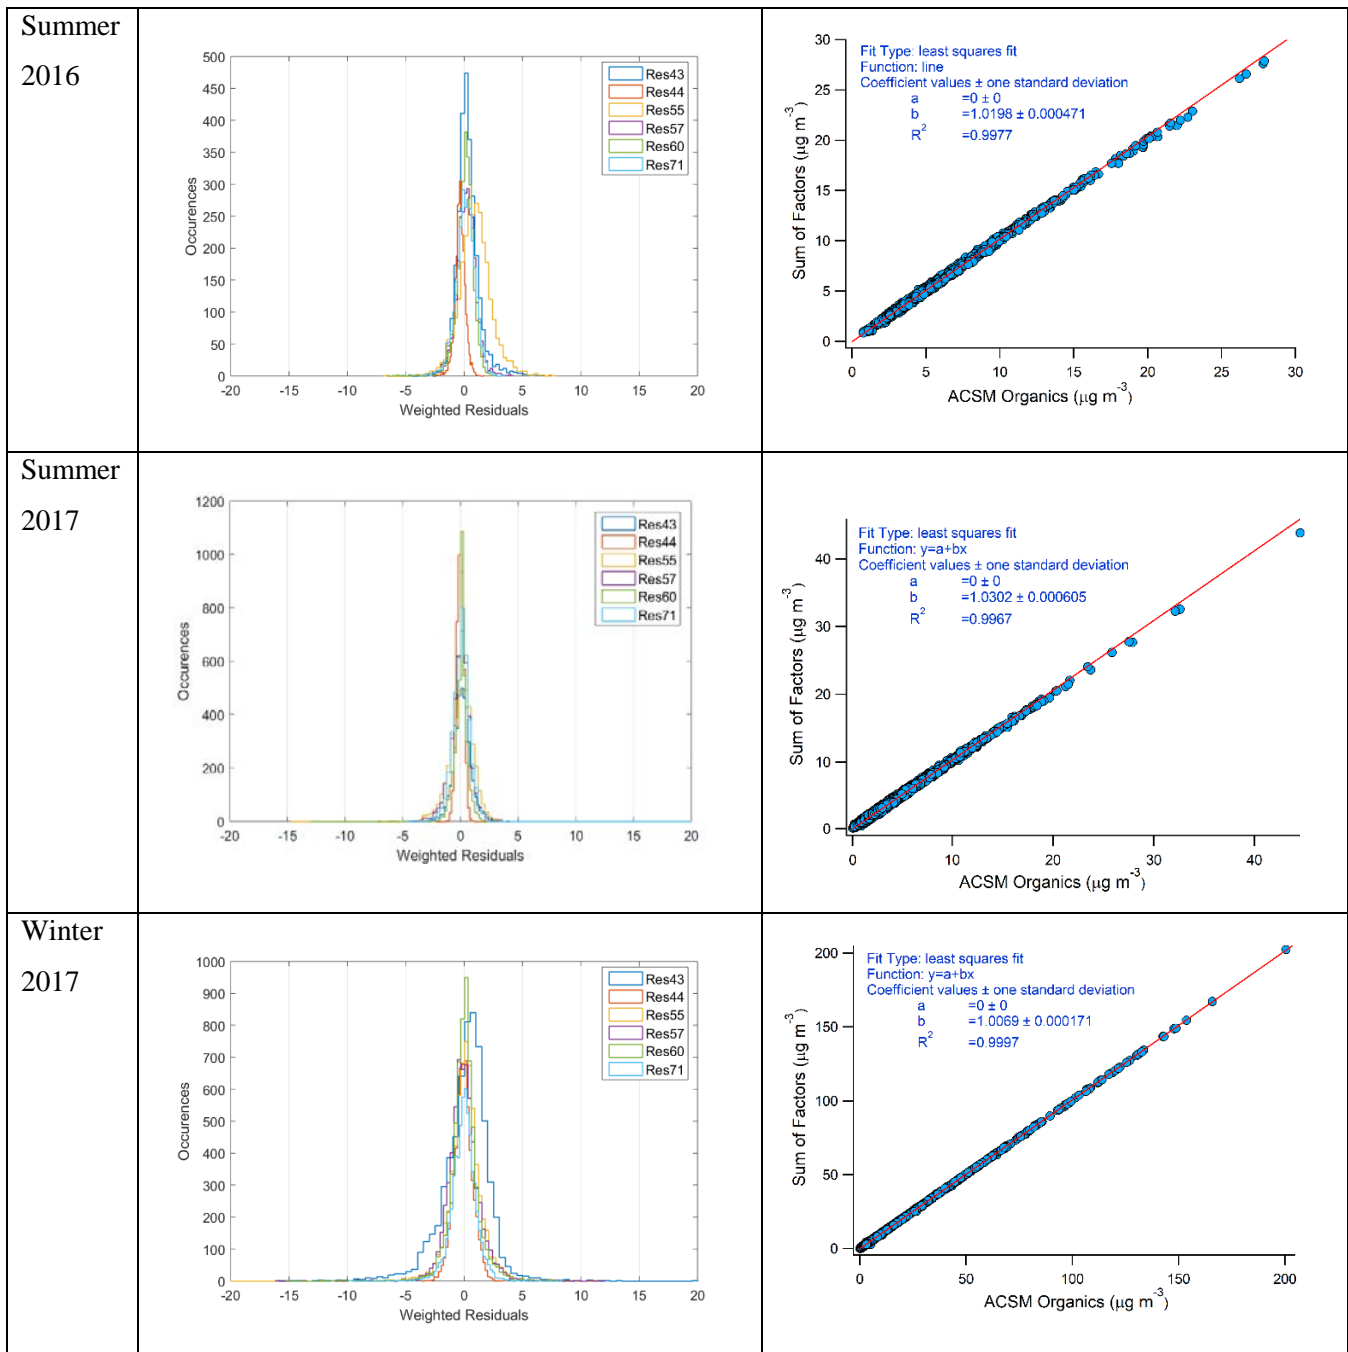 Summer
2016
500
450
400
350
300
250
200
150
100
50
0
Occurences
-20 -15 -10 -5 0 5 10 15 20
Weighted Residuals
Res43
Res44
Res55
Res57
Res60
Res71
30
25
20
15
10
5
0
Sum of Factors (µg m⁻³)
Fit Type: least squares fit
Function: line
Coefficient values ± one standard deviation
a =0 ± 0
b =1.0198 ± 0.000471
R² =0.9977
0 5 10 15 20 25 30
ACSM Organics (µg m⁻³)
Summer
2017
1200
1000
800
600
400
200
0
Occurences
-20 -15 -10 -5 0 5 10 15 20
Weighted Residuals
Res43
Res44
Res55
Res57
Res60
Res71
40
30
20
10
0
Sum of Factors (µg m⁻³)
Fit Type: least squares fit
Function: y=a+bx
Coefficient values ± one standard deviation
a =0 ± 0
b =1.0302 ± 0.000605
R² =0.9967
0 10 20 30 40
ACSM Organics (µg m⁻³)
Winter
2017
1000
900
800
700
600
500
400
300
200
100
0
Occurences
-20 -15 -10 -5 0 5 10 15 20
Weighted Residuals
Res43
Res44
Res55
Res57
Res60
Res71
200
150
100
50
0
Sum of Factors (µg m⁻³)
Fit Type: least squares fit
Function: y=a+bx
Coefficient values ± one standard deviation
a =0 ± 0
b =1.0069 ± 0.000171
R² =0.9997
0 50 100 150 200
ACSM Organics (µg m⁻³)